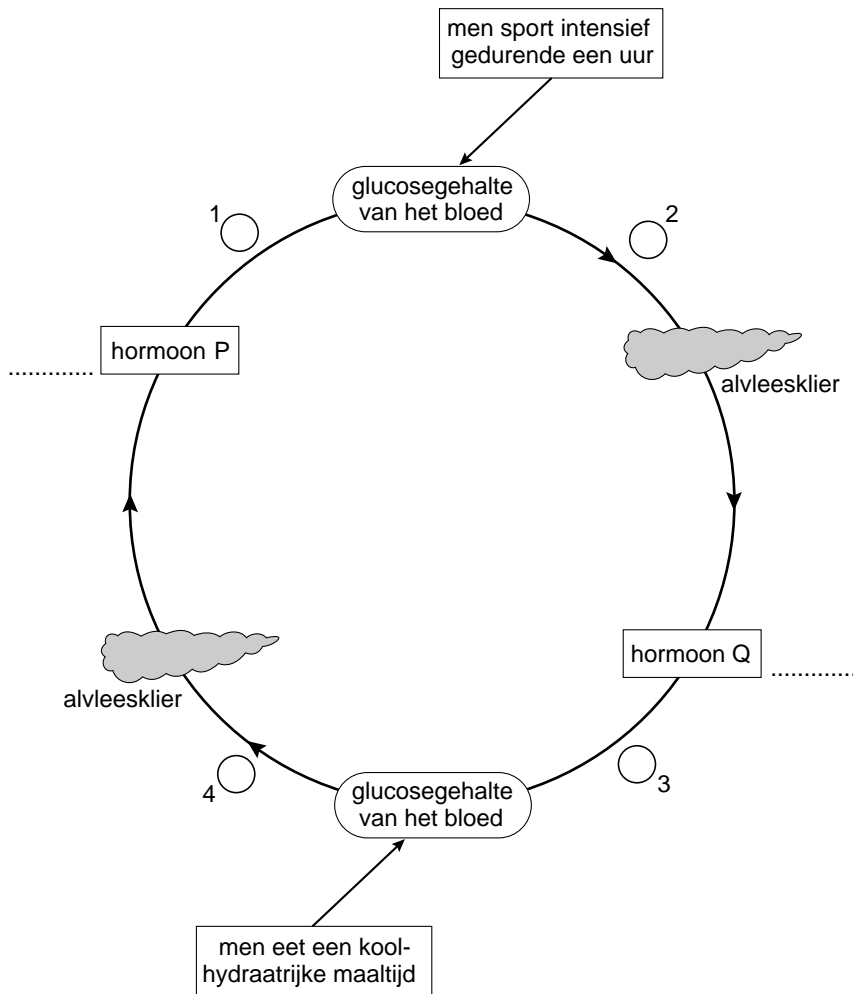 men sport intensief
gedurende een uur
glucosegehalte
van het bloed
1
2
hormoon P
.............
alvleesklier
hormoon Q
.............
alvleesklier
4
3
glucosegehalte
van het bloed
men eet een kool-
hydraatrijke maaltijd